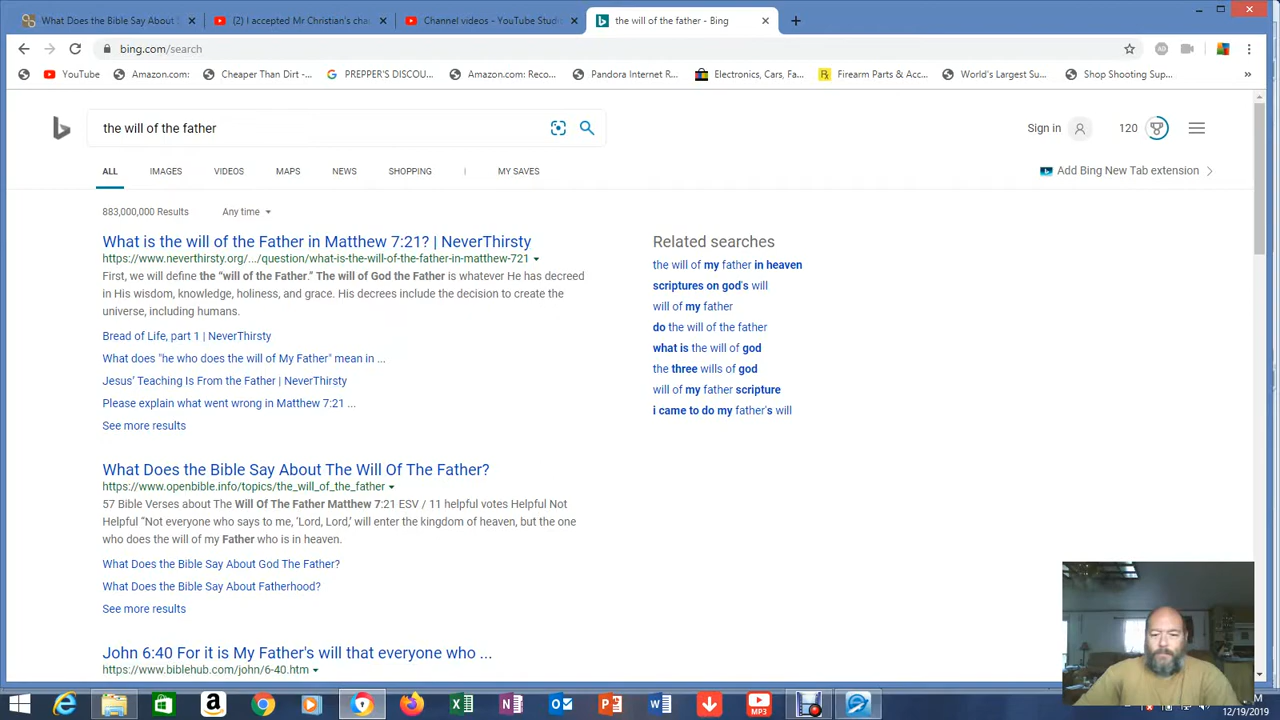 What Does the Bible Say About
(2) I accepted Mr Christian's cha
Channel videos - YouTube Studi
the will of the father - Bing
bing.com/search
YouTube
Amazon.com:
Cheaper Than Dirt -...
PREPPER'S DISCOU...
Amazon.com: Reco...
Pandora Internet R...
Electronics, Cars, Fa...
Firearm Parts & Acc...
World's Largest Su...
Shop Shooting Sup...
the will of the father
Sign in
120
ALL
IMAGES
VIDEOS
MAPS
NEWS
SHOPPING
MY SAVES
Add Bing New Tab extension
883,000,000 Results
Any time
What is the will of the Father in Matthew 7:21? | NeverThirsty
https://www.neverthirsty.org/.../question/what-is-the-will-of-the-father-in-matthew-721
First, we will define the "will of the Father." The will of God the Father is whatever He has decreed
in His wisdom, knowledge, holiness, and grace. His decrees include the decision to create the
universe, including humans.
Bread of Life, part 1 | NeverThirsty
What does "he who does the will of My Father" mean in ...
Jesus' Teaching Is From the Father | NeverThirsty
Please explain what went wrong in Matthew 7:21 ...
See more results
Related searches
the will of my father in heaven
scriptures on god's will
will of my father
do the will of the father
what is the will of god
the three wills of god
will of my father scripture
i came to do my father's will
What Does the Bible Say About The Will Of The Father?
https://www.openbible.info/topics/the_will_of_the_father
57 Bible Verses about The Will Of The Father Matthew 7:21 ESV / 11 helpful votes Helpful Not
Helpful "Not everyone who says to me, 'Lord, Lord,' will enter the kingdom of heaven, but the one
who does the will of my Father who is in heaven.
What Does the Bible Say About God The Father?
What Does the Bible Say About Fatherhood?
See more results
John 6:40 For it is My Father's will that everyone who ...
https://www.biblehub.com/john/6-40.htm
MP3
12/19/2019